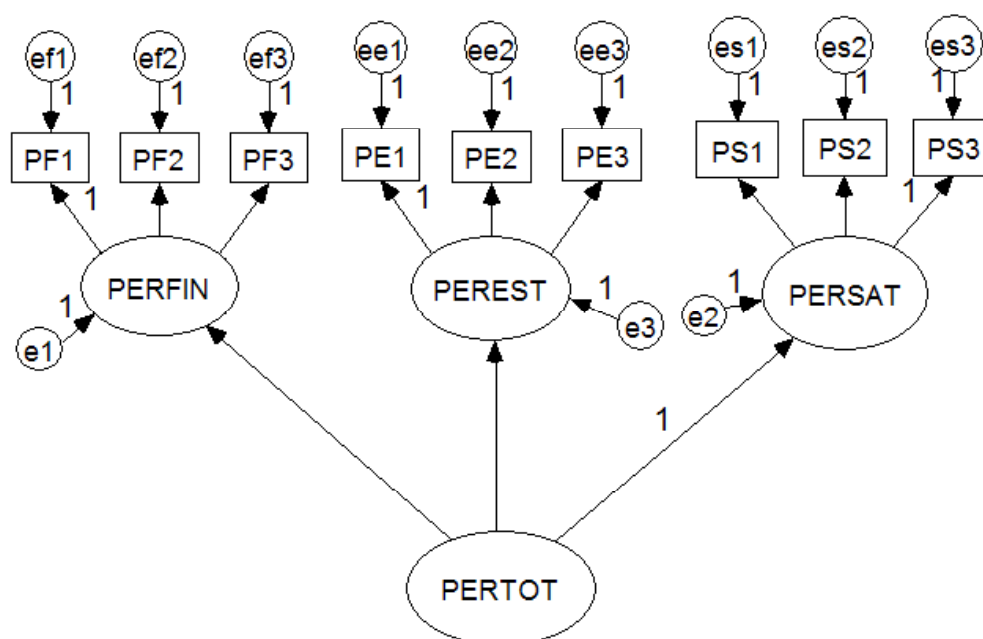 ef1 ef2 ef3 ee1 ee2 ee3 es1 es2 es3
1 1 1 1 1 1 1 1 1
PF1 PF2 PF3 PE1 PE2 PE3 PS1 PS2 PS3
1 1 1
PERFIN PEREST PERSAT
1 1 1
e1 e3 e2
1
PERTOT